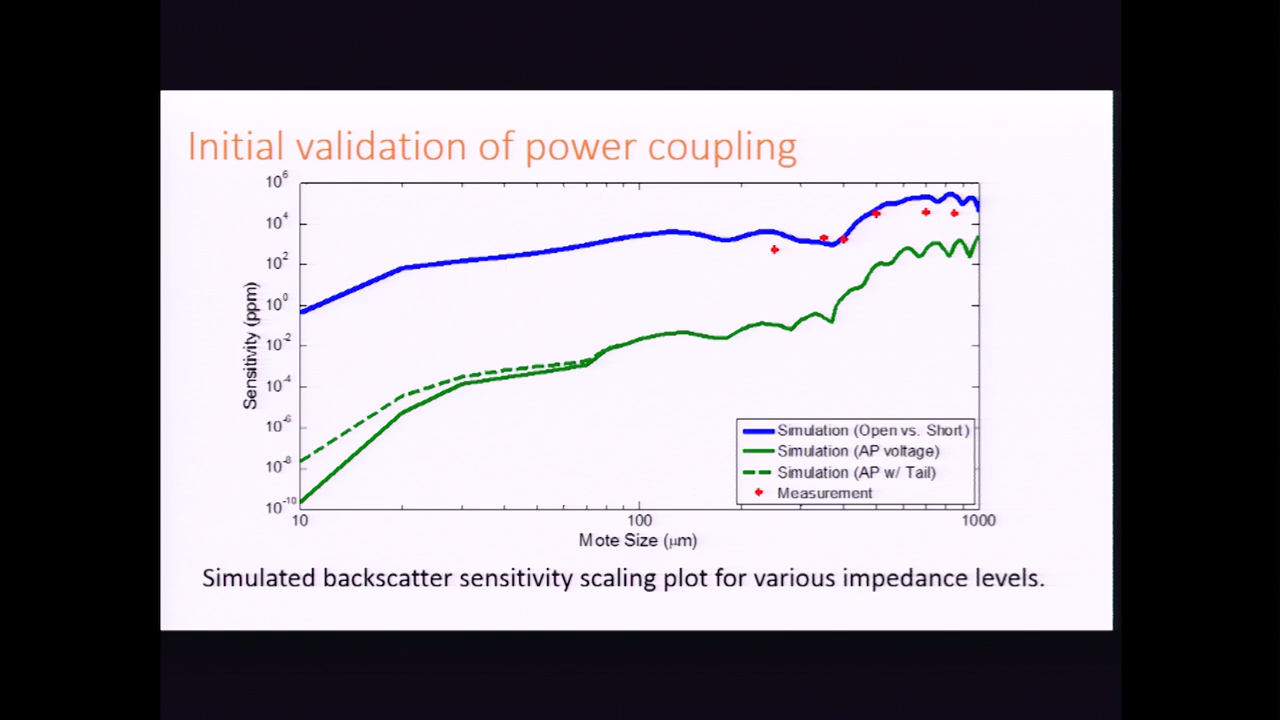 Initial validation of power coupling
10^6
10^4
10^2
10^0
10^-2
10^-4
10^-6
10^-8
10^-10
Sensitivity (ppm)
Simulation (Open vs. Short)
Simulation (AP voltage)
Simulation (AP w/ Tail)
Measurement
10
100
1000
Mote Size (μm)
Simulated backscatter sensitivity scaling plot for various impedance levels.